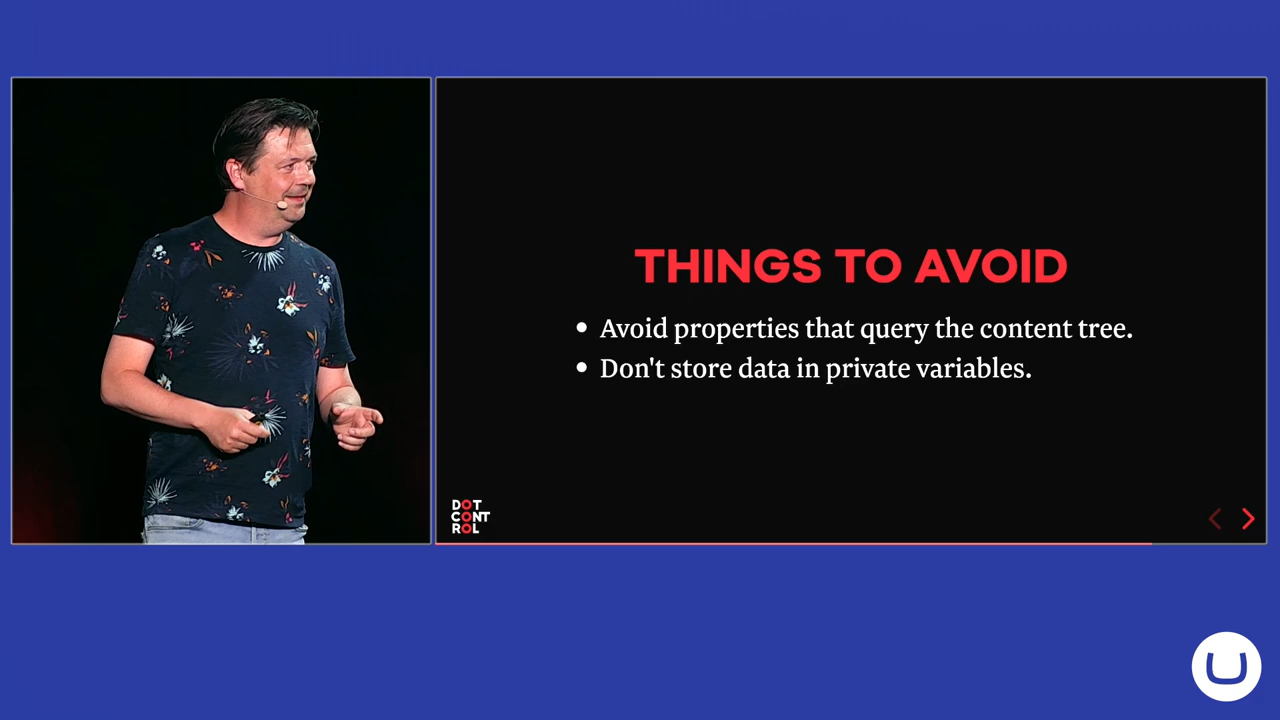 THINGS TO AVOID
• Avoid properties that query the content tree.
• Don't store data in private variables.
DOT
CONT
ROL